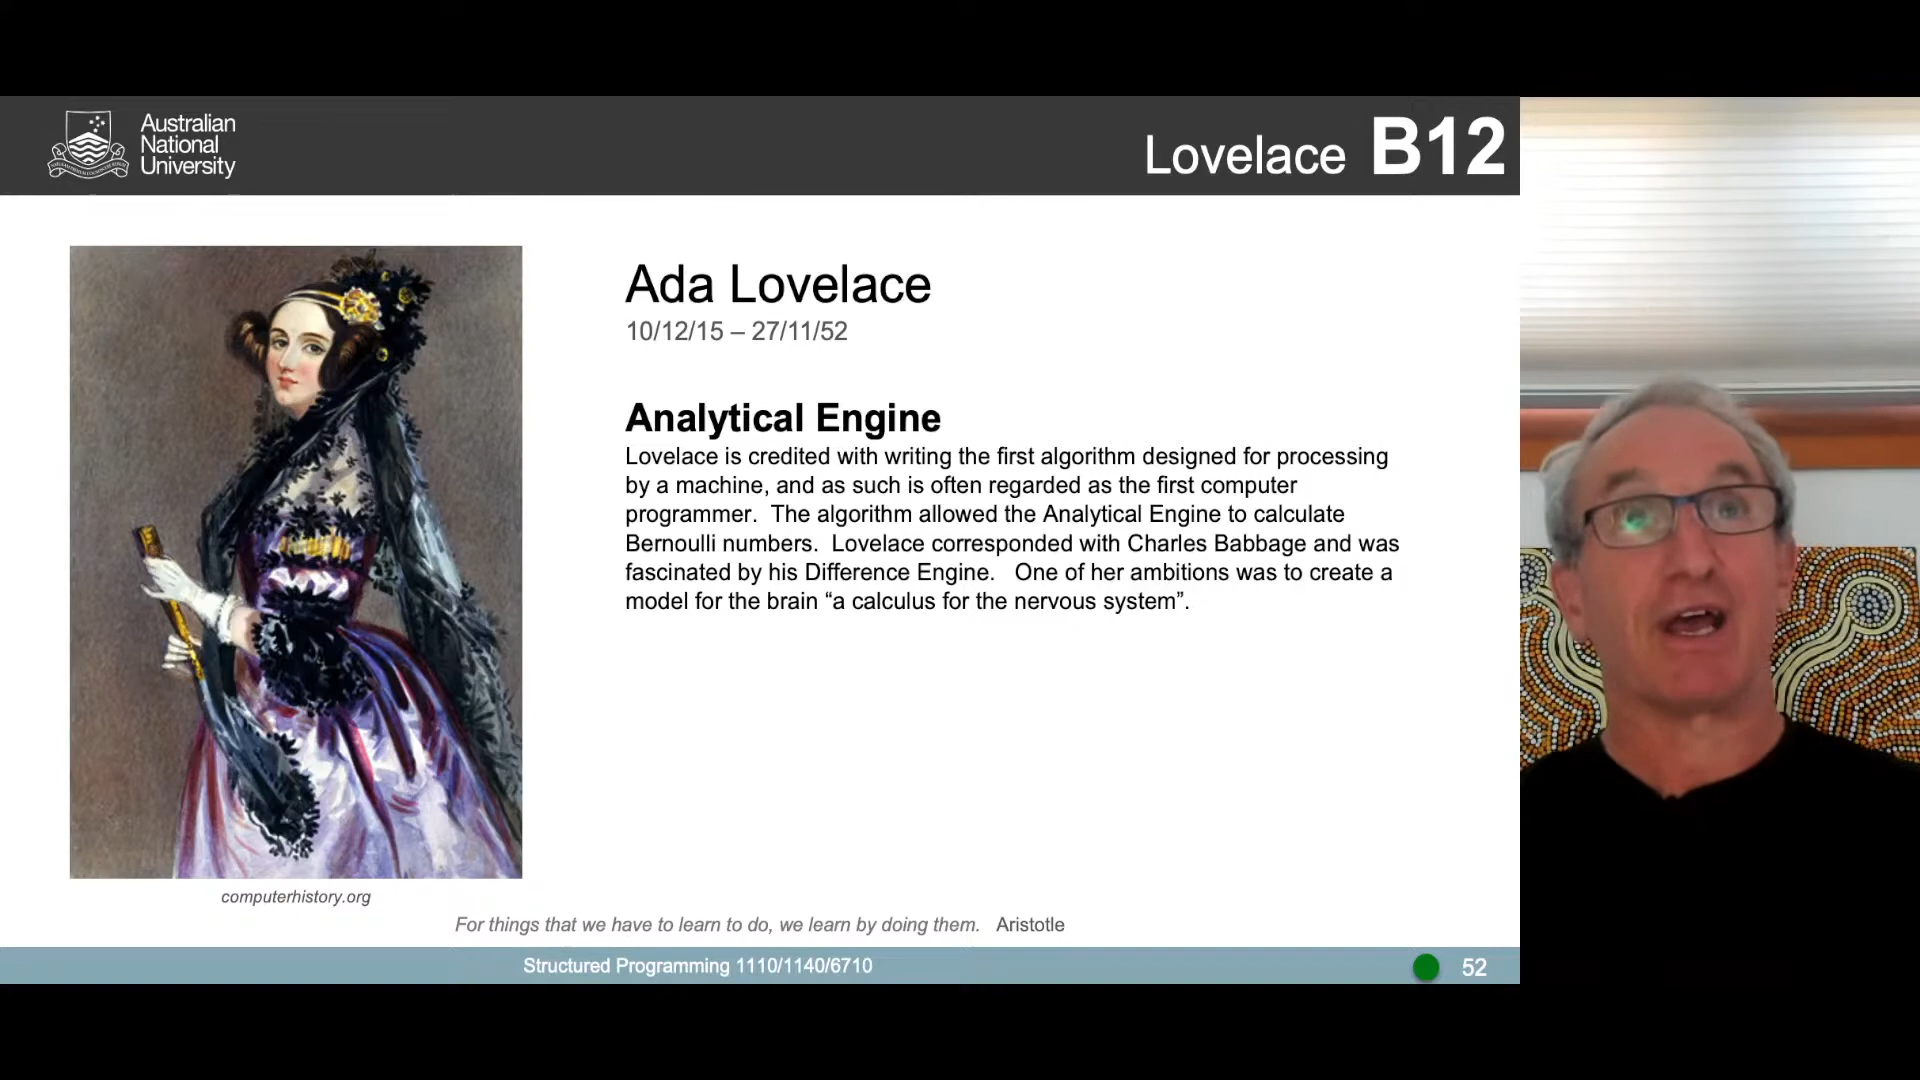 Australian
National
University
Lovelace B12
Ada Lovelace
10/12/15 – 27/11/52
Analytical Engine
Lovelace is credited with writing the first algorithm designed for processing
by a machine, and as such is often regarded as the first computer
programmer.  The algorithm allowed the Analytical Engine to calculate
Bernoulli numbers.  Lovelace corresponded with Charles Babbage and was
fascinated by his Difference Engine.   One of her ambitions was to create a
model for the brain “a calculus for the nervous system”.
computerhistory.org
For things that we have to learn to do, we learn by doing them.   Aristotle
Structured Programming 1110/1140/6710
52